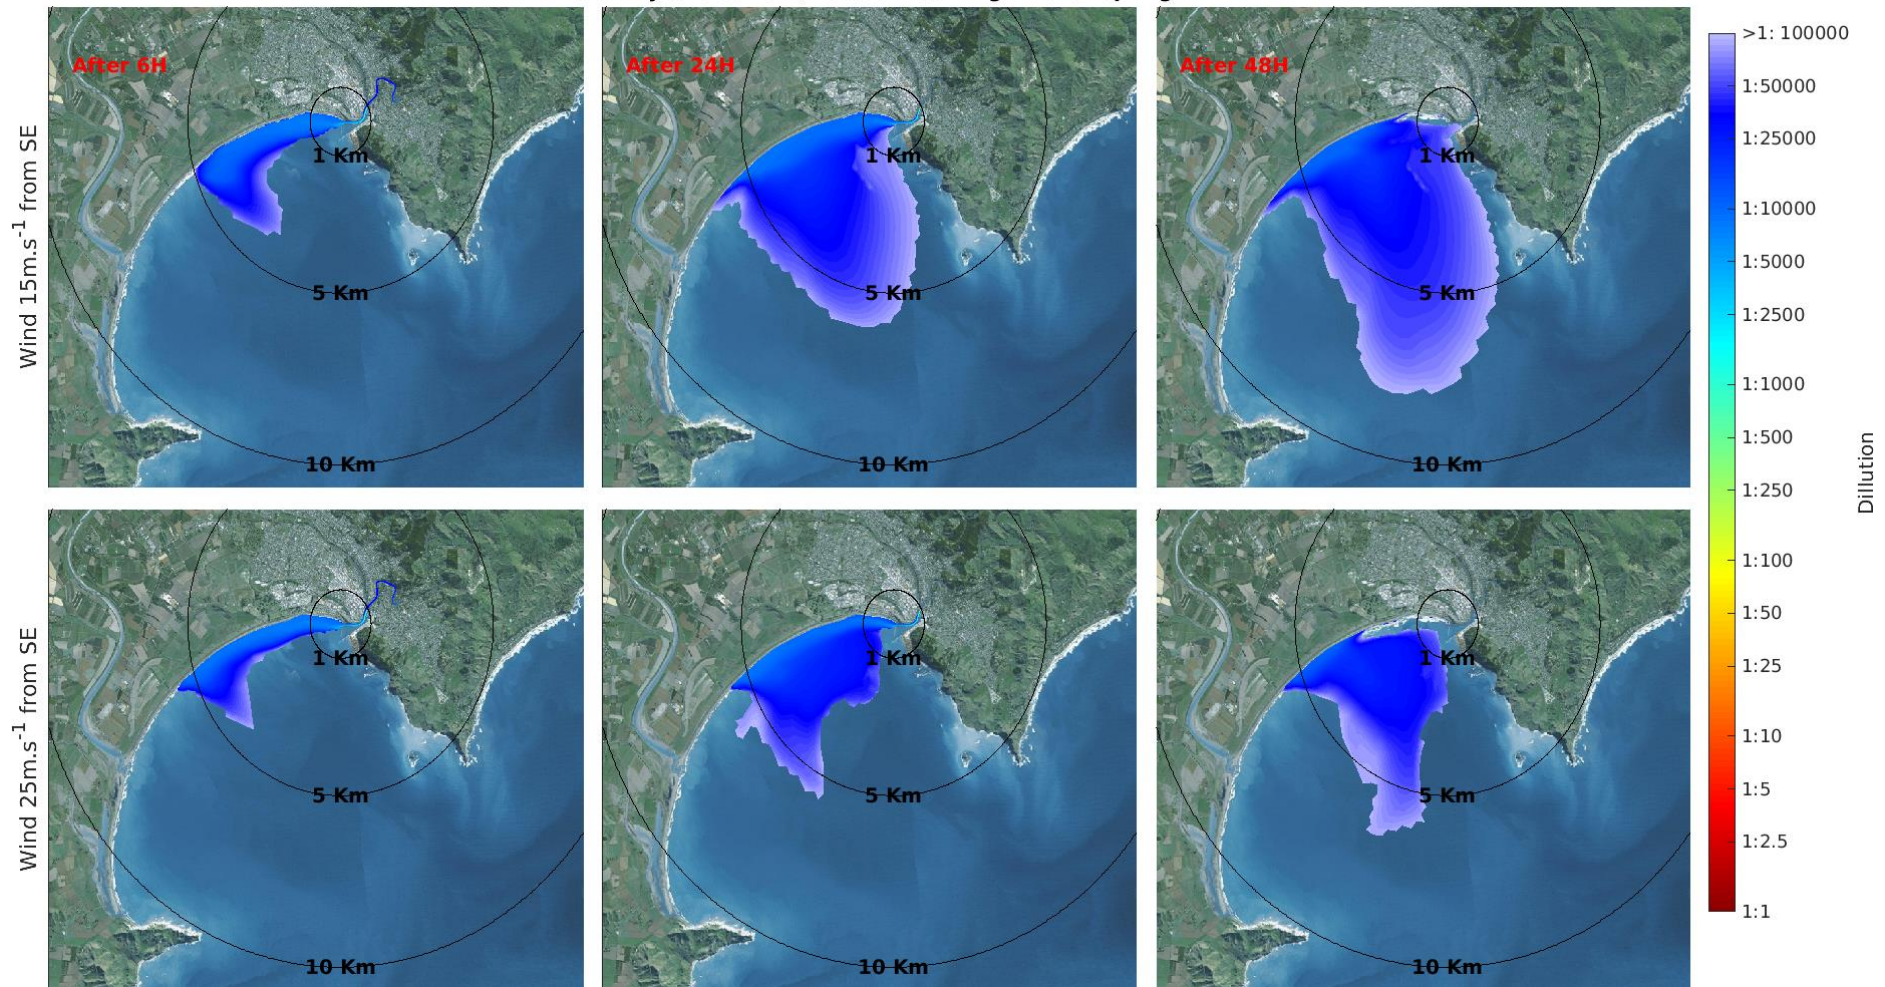 After 6H
1 Km
5 Km
10 Km
After 24H
1 Km
5 Km
10 Km
After 48H
1 Km
5 Km
10 Km
Wind 15m.s⁻¹ from SE
1 Km
5 Km
10 Km
1 Km
5 Km
10 Km
1 Km
5 Km
10 Km
Wind 25m.s⁻¹ from SE
>1: 100000
1:50000
1:25000
1:10000
1:5000
1:2500
1:1000
1:500
1:250
1:100
1:50
1:25
1:10
1:5
1:2.5
1:1
Dillution